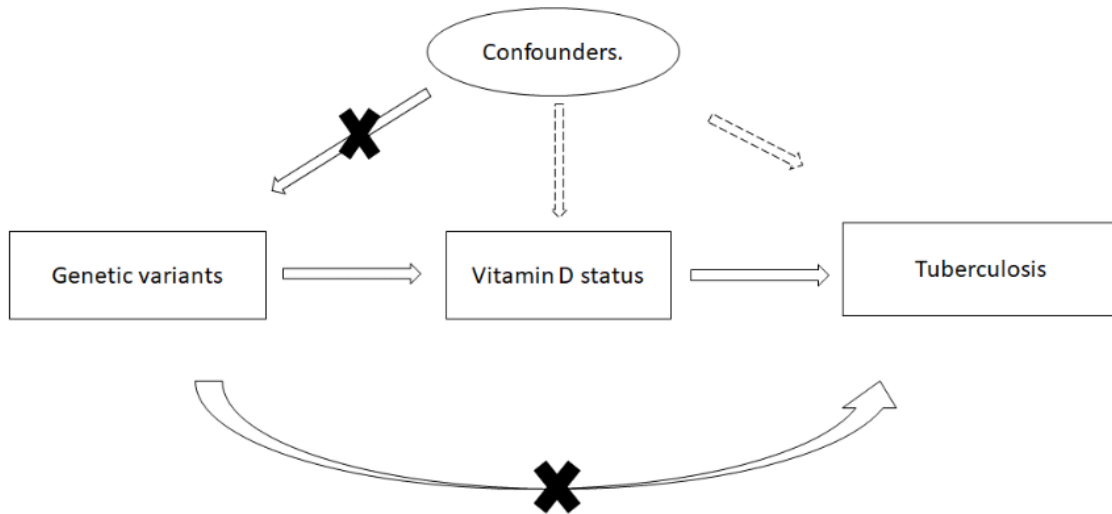 Confounders.
Genetic variants
Vitamin D status
Tuberculosis